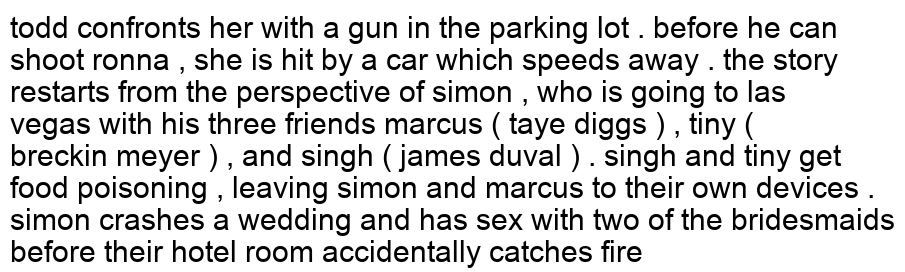 todd confronts her with a gun in the parking lot . before he can
shoot ronna , she is hit by a car which speeds away . the story
restarts from the perspective of simon , who is going to las
vegas with his three friends marcus ( taye diggs ) , tiny (
breckin meyer ) , and singh ( james duval ) . singh and tiny get
food poisoning , leaving simon and marcus to their own devices .
simon crashes a wedding and has sex with two of the bridesmaids
before their hotel room accidentally catches fire